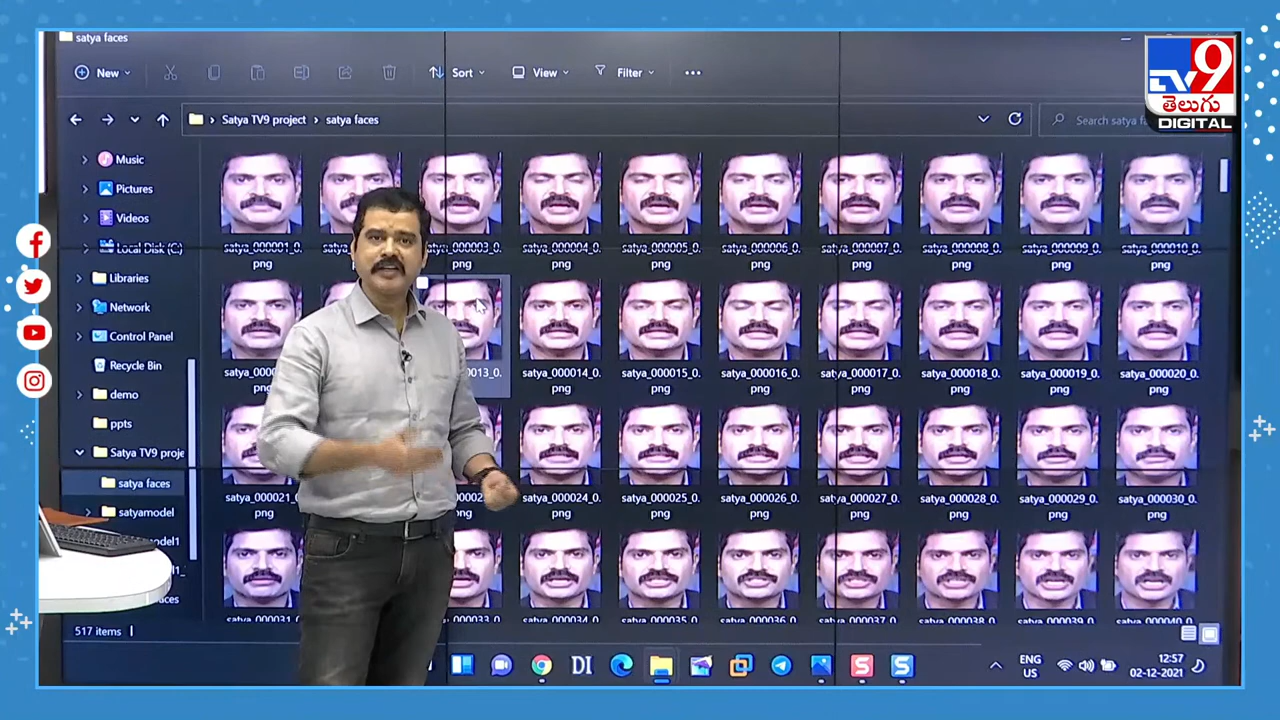 satya faces
TV9
తెలుగు
DIGITAL
New
Sort
View
Filter
Satya TV9 project > satya faces
Search satya
Music
Pictures
Videos
Local Disk (C:)
Libraries
Network
Control Panel
Recycle Bin
demo
ppts
Satya TV9 proje
satya faces
satyamodel
satya_000001_0.png
satya_000003_0.png
satya_000004_0.png
satya_000005_0.png
satya_000006_0.png
satya_000007_0.png
satya_000008_0.png
satya_000009_0.png
satya_000010_0.png
satya_000014_0.png
satya_000015_0.png
satya_000016_0.png
satya_000017_0.png
satya_000018_0.png
satya_000019_0.png
satya_000020_0.png
satya_000021_0.png
satya_000024_0.png
satya_000025_0.png
satya_000026_0.png
satya_000027_0.png
satya_000028_0.png
satya_000029_0.png
satya_000030_0.png
517 items
DI
ENG
US
12:57
02-12-2021